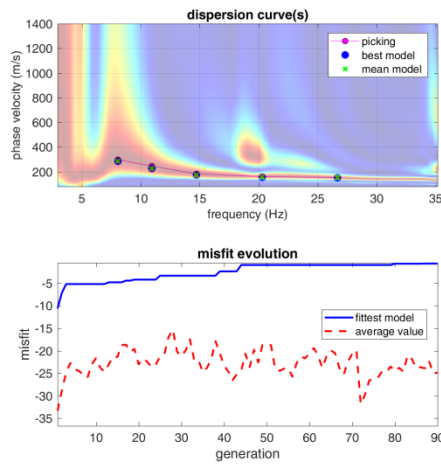 dispersion curve(s)
1400
1200
1000
800
600
400
200
phase velocity (m/s)
picking
best model
mean model
5 10 15 20 25 30 35
frequency (Hz)
misfit evolution
-5
-10
-15
-20
-25
-30
-35
misfit
fittest model
average value
10 20 30 40 50 60 70 80 90
generation